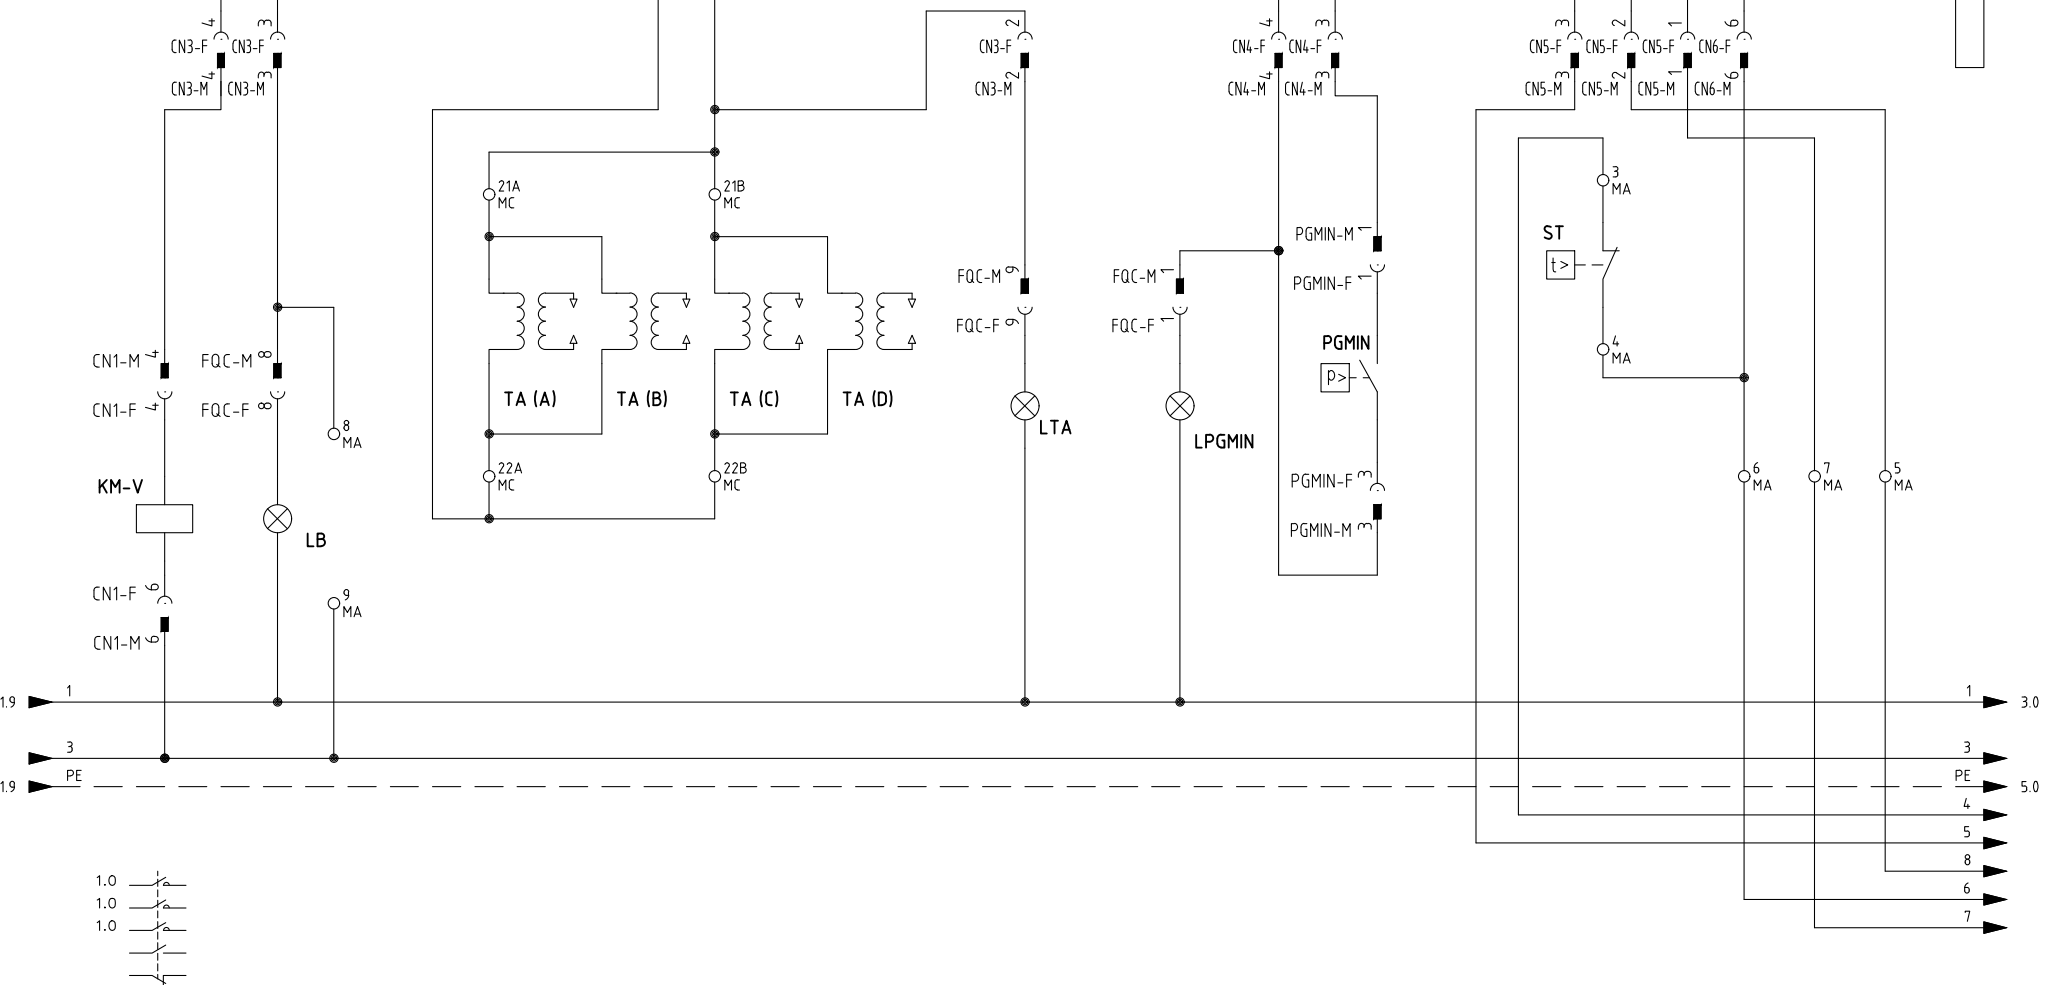 4 3 2 4 3 3 2 1 6
CN3-F CN3-F CN3-F CN4-F CN4-F CN5-F CN5-F CN5-F CN6-F
4 3 2 4 3 3 2 1 6
CN3-M CN3-M CN3-M CN4-M CN4-M CN5-M CN5-M CN5-M CN6-M
21A
MC
21B
MC
3
MA
ST
t>
PGMIN-M 1
PGMIN-F 1
FQC-M 9
FQC-F 9
FQC-M 1
FQC-F 1
CN1-M 4
CN1-F 4
FQC-M 8
FQC-F 8
PGMIN
p>
4
MA
TA (A) TA (B) TA (C) TA (D)
LTA
LPGMIN
8
MA
22A
MC
22B
MC
PGMIN-F 3
PGMIN-M 3
6
MA
7
MA
5
MA
KM-V
LB
CN1-F 6
CN1-M 6
9
MA
1.9 1 1 3.0
3 3
1.9 PE PE 5.0
4
5
8
6
7
1.0
1.0
1.0